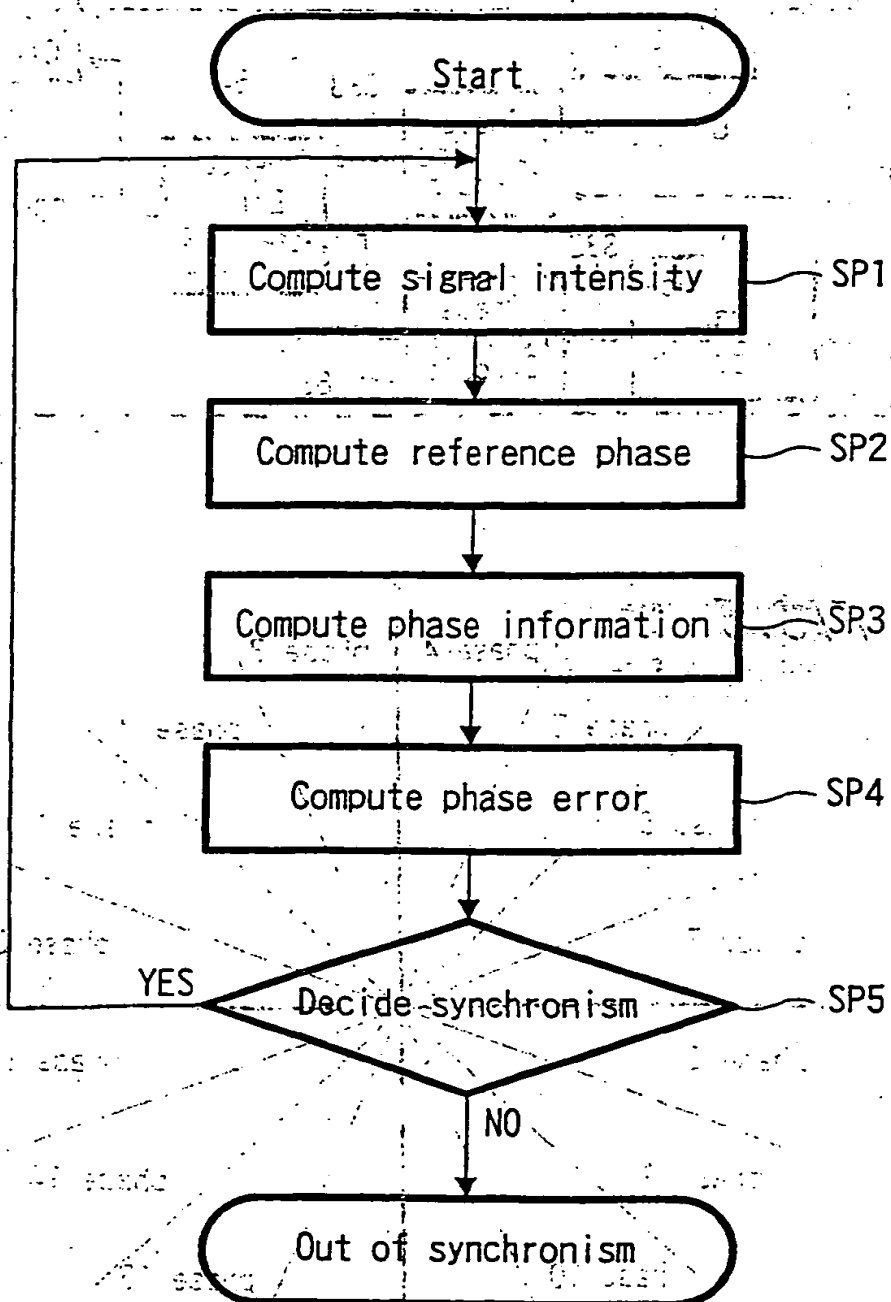 Start
Compute signal intensity
SP1
Compute reference phase
SP2
Compute phase information
SP3
Compute phase error
SP4
YES
Decide synchronism
SP5
NO
Out of synchronism